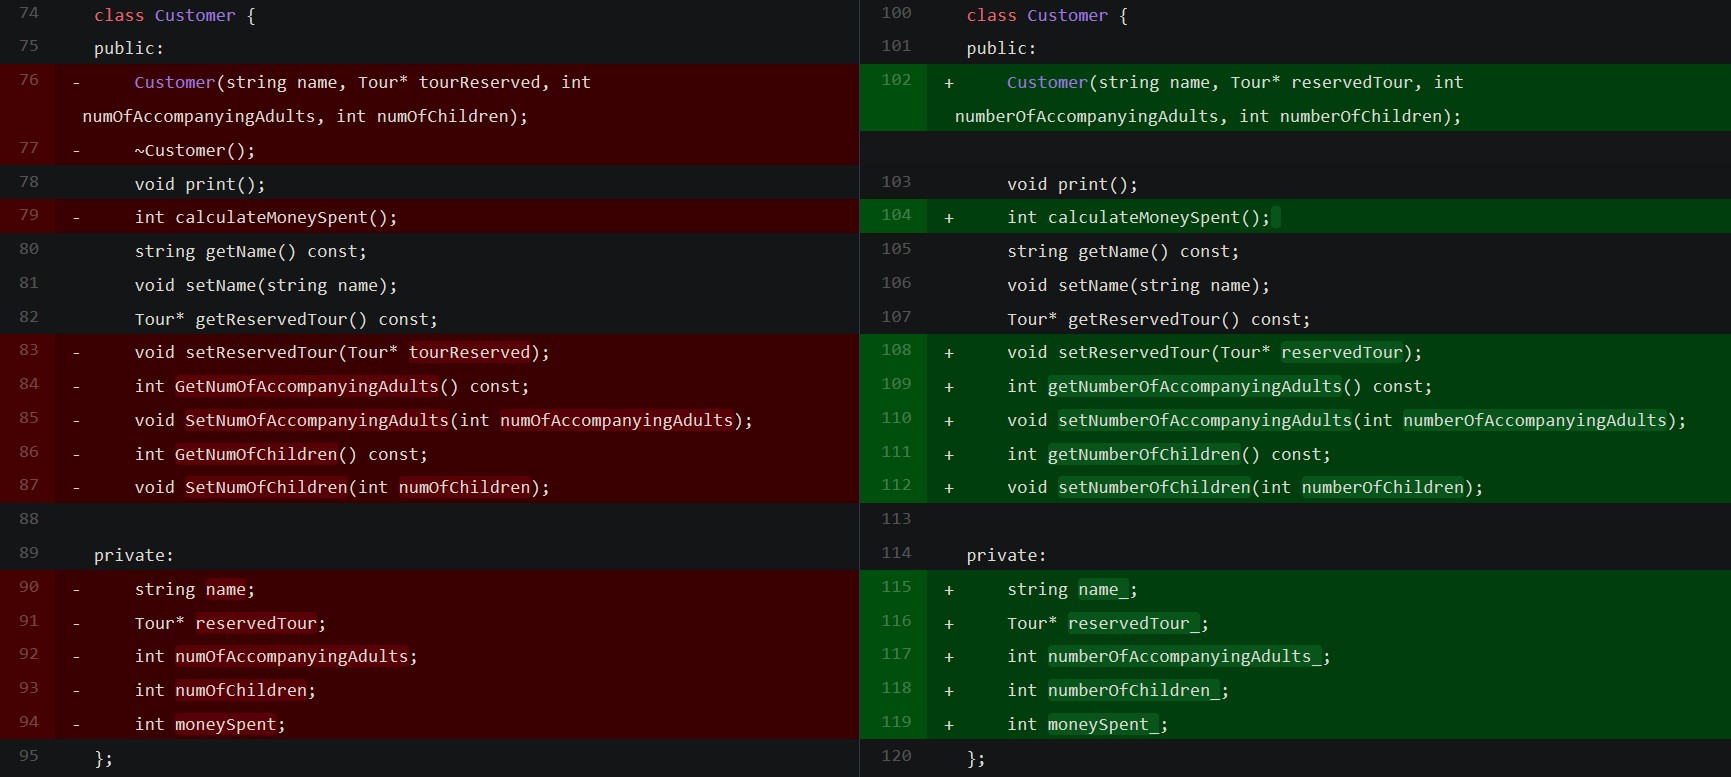 74 class Customer {
75 public:
76 - Customer(string name, Tour* tourReserved, int
numOfAccompanyingAdults, int numOfChildren);
77 - ~Customer();
78 void print();
79 - int calculateMoneySpent();
80 string getName() const;
81 void setName(string name);
82 Tour* getReservedTour() const;
83 - void setReservedTour(Tour* tourReserved);
84 - int GetNumOfAccompanyingAdults() const;
85 - void SetNumOfAccompanyingAdults(int numOfAccompanyingAdults);
86 - int GetNumOfChildren() const;
87 - void SetNumOfChildren(int numOfChildren);
88
89 private:
90 - string name;
91 - Tour* reservedTour;
92 - int numOfAccompanyingAdults;
93 - int numOfChildren;
94 - int moneySpent;
95 };
100 class Customer {
101 public:
102 + Customer(string name, Tour* reservedTour, int
numberOfAccompanyingAdults, int numberOfChildren);
103 void print();
104 + int calculateMoneySpent();
105 string getName() const;
106 void setName(string name);
107 Tour* getReservedTour() const;
108 + void setReservedTour(Tour* reservedTour);
109 + int getNumberOfAccompanyingAdults() const;
110 + void setNumberOfAccompanyingAdults(int numberOfAccompanyingAdults);
111 + int getNumberOfChildren() const;
112 + void setNumberOfChildren(int numberOfChildren);
113
114 private:
115 + string name_;
116 + Tour* reservedTour_;
117 + int numberOfAccompanyingAdults_;
118 + int numberOfChildren_;
119 + int moneySpent_;
120 };